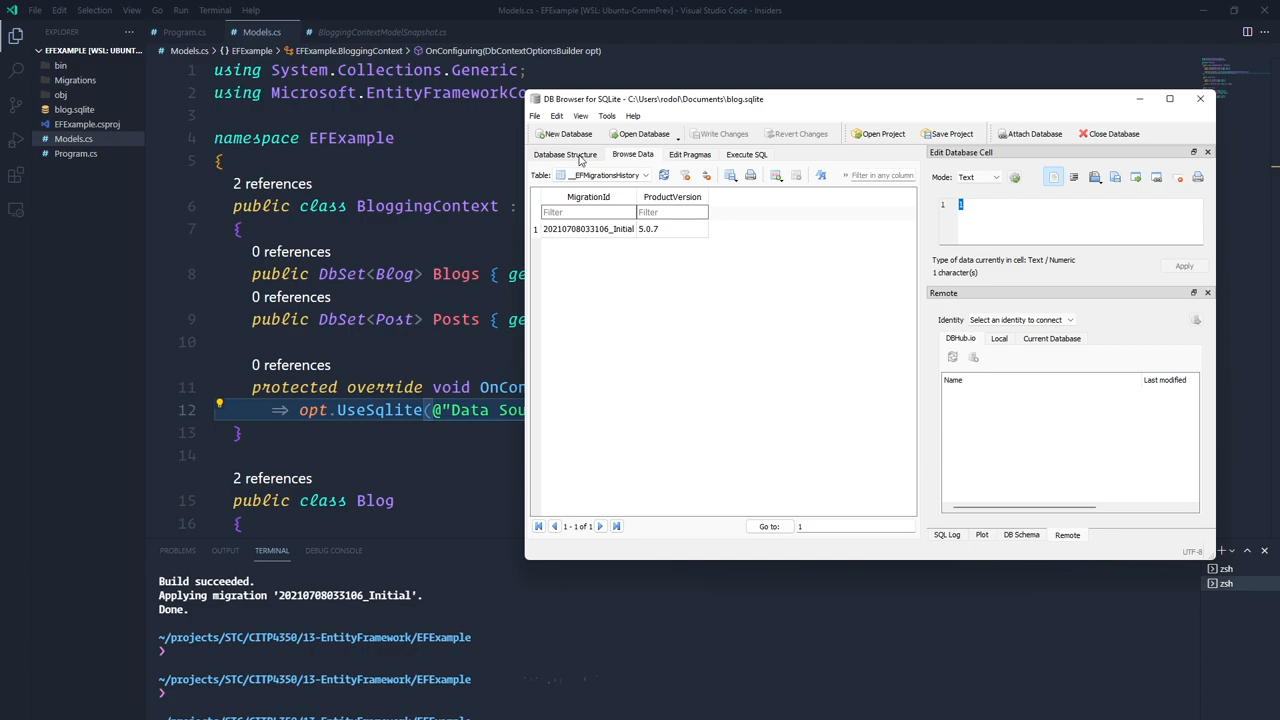 File Edit Selection View Go Run Terminal Help
Models.cs - EFExample [WSL: Ubuntu-CommPrev] - Visual Studio Code - Insiders
EXPLORER
EFEXAMPLE [WSL: UBUNT...
bin
Migrations
obj
blog.sqlite
EFExample.csproj
Models.cs
Program.cs
Program.cs Models.cs BloggingContextModelSnapshot.cs
Models.cs > {} EFExample > EFExample.BloggingContext > OnConfiguring(DbContextOptionsBuilder opt)
1 using System.Collections.Generic;
2 using Microsoft.EntityFrameworkCo
3
4 namespace EFExample
5 {
2 references
6 public class BloggingContext :
7 {
0 references
8 public DbSet<Blog> Blogs { ge
0 references
9 public DbSet<Post> Posts { ge
10
0 references
11 protected override void OnCon
12 => opt.UseSqlite(@"Data Sou
13 }
14
2 references
15 public class Blog
16 {
PROBLEMS OUTPUT TERMINAL DEBUG CONSOLE
Build succeeded.
Applying migration '20210708033106_Initial'.
Done.
~/projects/STC/CITP4350/13-EntityFramework/EFExample
❯
~/projects/STC/CITP4350/13-EntityFramework/EFExample
❯
~/projects/STC/CITP4350/13-EntityFramework/EFExample
zsh
zsh
DB Browser for SQLite - C:\Users\rodol\Documents\blog.sqlite
File Edit View Tools Help
New Database Open Database Write Changes Revert Changes Open Project Save Project Attach Database Close Database
Database Structure Browse Data Edit Pragmas Execute SQL
Table: __EFMigrationsHistory Filter in any column
MigrationId ProductVersion
Filter Filter
1 20210708033106_Initial 5.0.7
1 - 1 of 1 Go to: 1
Edit Database Cell
Mode: Text
1 1
Type of data currently in cell: Text / Numeric
1 character(s)
Apply
Remote
Identity Select an identity to connect
DBHub.io Local Current Database
Name Last modified
SQL Log Plot DB Schema Remote
UTF-8